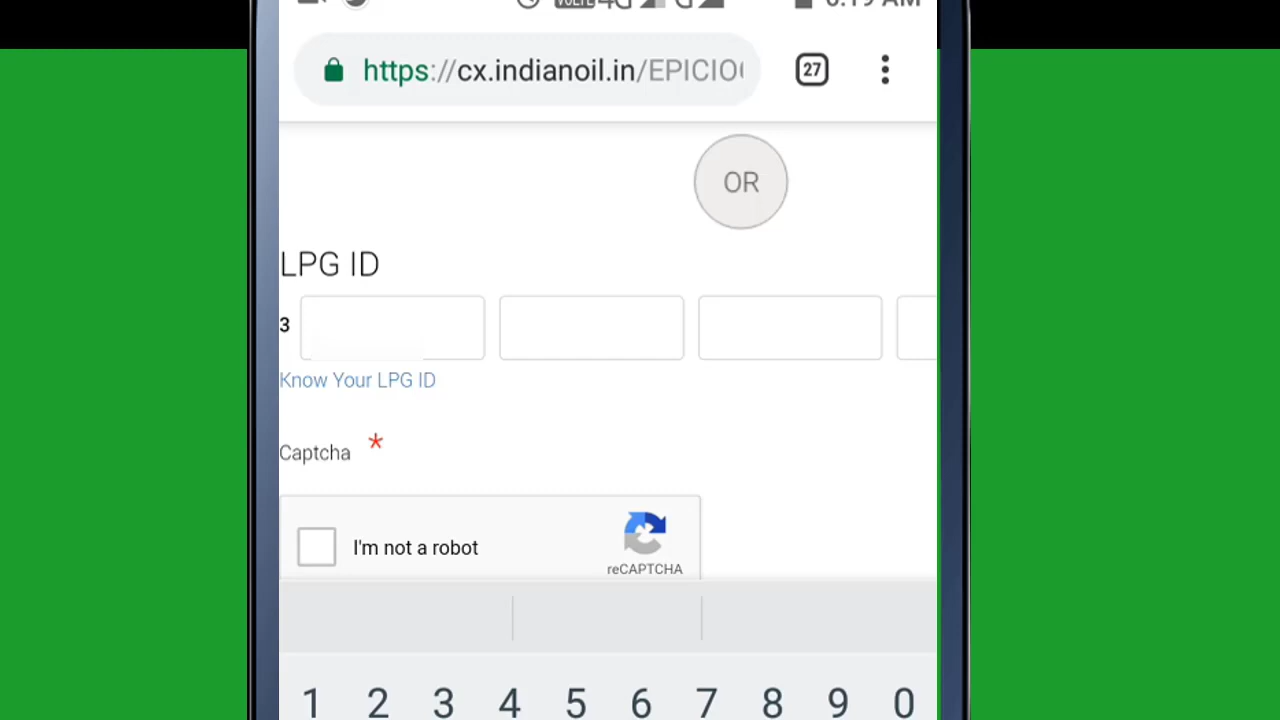 https://cx.indianoil.in/EPICIO
27
OR
LPG ID
3
Know Your LPG ID
Captcha *
I'm not a robot
reCAPTCHA
1 2 3 4 5 6 7 8 9 0